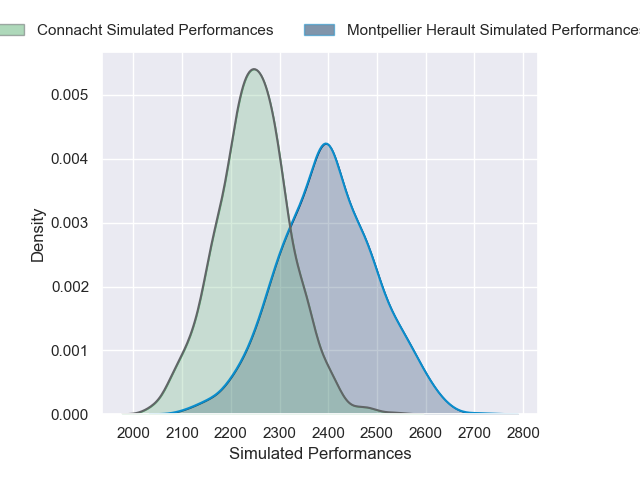 Connacht Simulated Performances
Montpellier Herault Simulated Performances
0.005
0.004
0.003
0.002
0.001
0.000
Density
2000 2100 2200 2300 2400 2500 2600 2700 2800
Simulated Performances